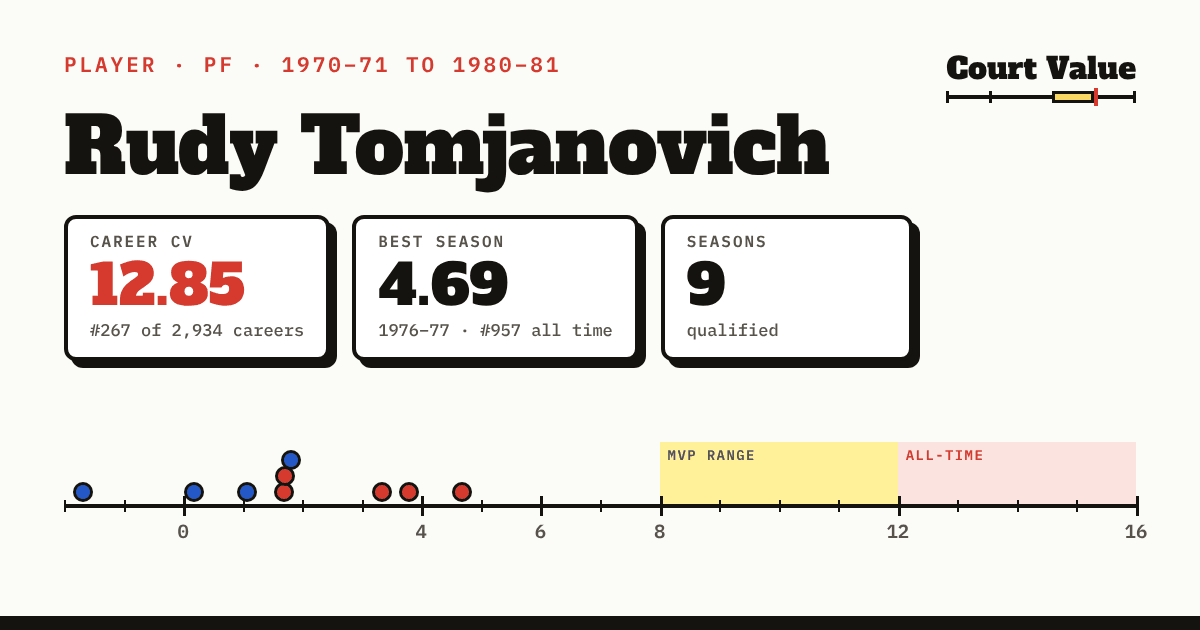 PLAYER · PF · 1970–71 TO 1980–81
Court Value
Rudy Tomjanovich
CAREER CV
12.85
#267 of 2,934 careers
BEST SEASON
4.69
1976–77 · #957 all time
SEASONS
9
qualified
MVP RANGE
ALL-TIME
0
4
6
8
12
16